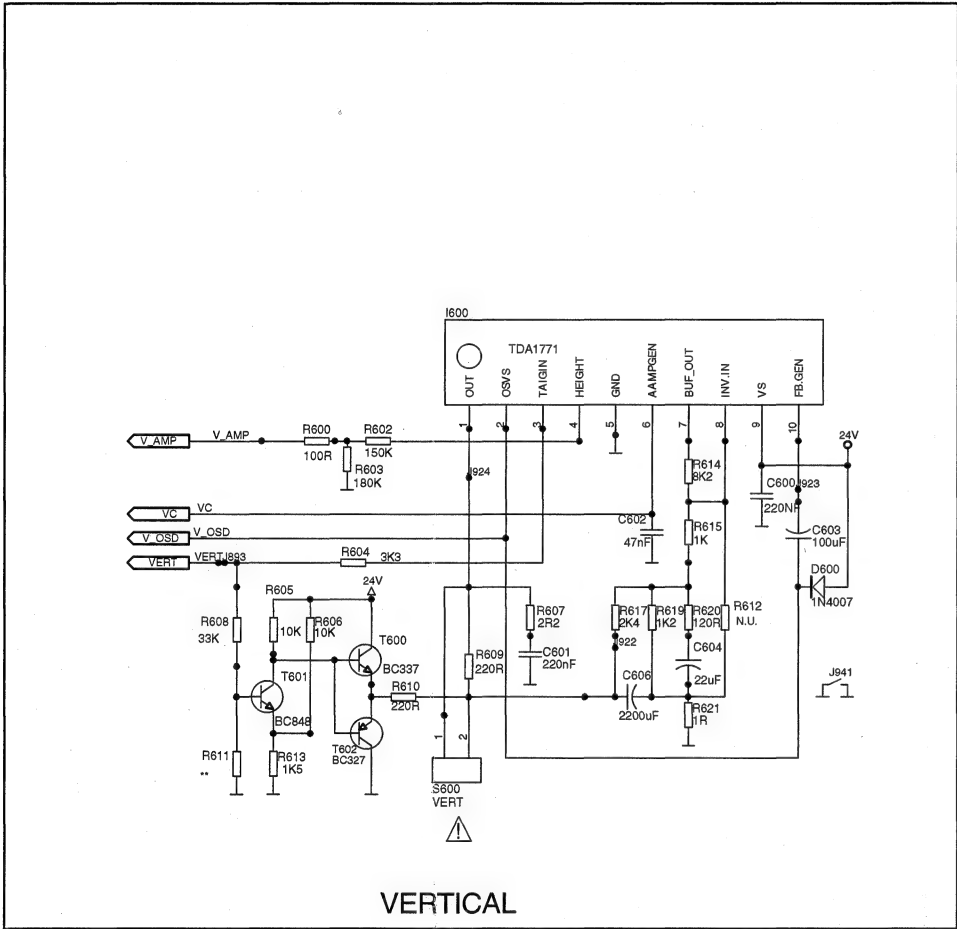 I600
TDA1771
OUT
OSVS
TAIGIN
HEIGHT
GND
AAMPGEN
BUF_OUT
INV.IN
VS
FB.GEN
1
2
3
4
5
6
7
8
9
10
24V
V_AMP
V_AMP
R600
100R
R602
150K
R603
180K
J924
R614
8K2
C600
220NF
J923
VC
VC
C602
47nF
R615
1K
C603
100uF
V_OSD
V_OSD
VERT
VERT
J893
R604
3K3
D600
1N4007
24V
R605
10K
R606
10K
R608
33K
T600
BC337
R607
2R2
R617
2K4
R619
1K2
R620
120R
R612
N.U.
J922
C604
22uF
R609
220R
C601
220nF
T601
BC848
R610
220R
C606
2200uF
J941
R621
1R
T602
BC327
R611
**
R613
1K5
1
2
S600
VERT
VERTICAL